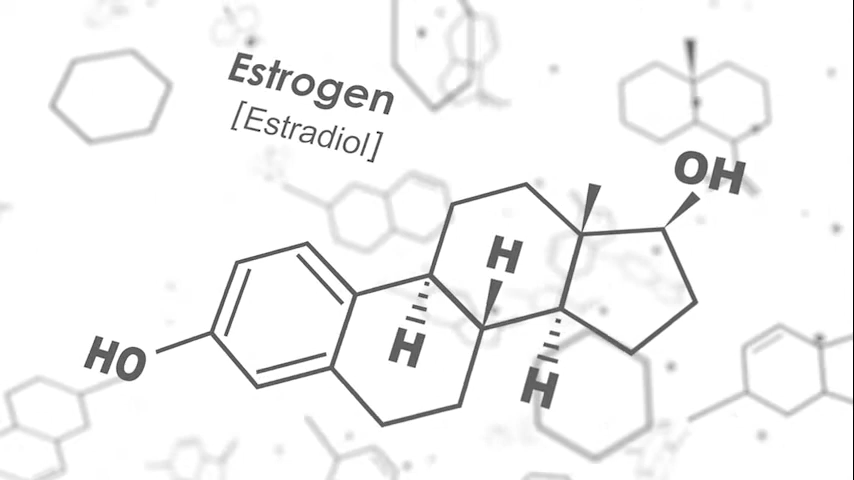 Estrogen
[Estradiol]
OH
H
H
HO
H